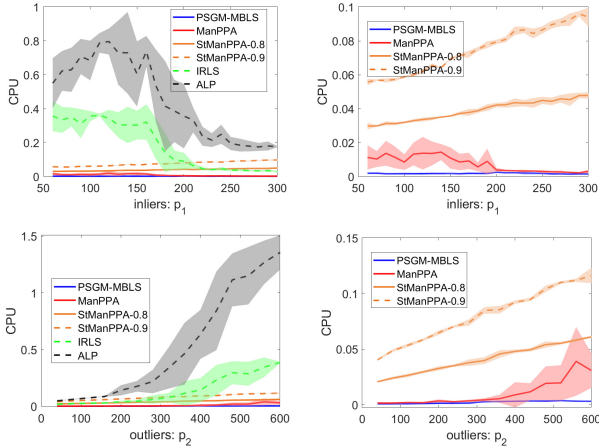 1
0.8
0.6
0.4
0.2
0
CPU
50 100 150 200 250 300
inliers: p1
PSGM-MBLS
ManPPA
StManPPA-0.8
StManPPA-0.9
IRLS
ALP
0.1
0.08
0.06
0.04
0.02
0
CPU
50 100 150 200 250 300
inliers: p1
PSGM-MBLS
ManPPA
StManPPA-0.8
StManPPA-0.9
1.5
1
0.5
0
CPU
0 100 200 300 400 500 600
outliers: p2
PSGM-MBLS
ManPPA
StManPPA-0.8
StManPPA-0.9
IRLS
ALP
0.15
0.1
0.05
0
CPU
0 100 200 300 400 500 600
outliers: p2
PSGM-MBLS
ManPPA
StManPPA-0.8
StManPPA-0.9